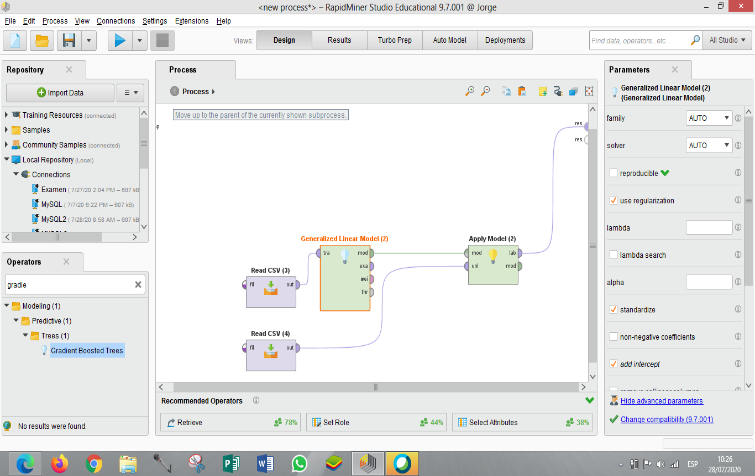 <new process*> – RapidMiner Studio Educational 9.7.001 @ Jorge
File Edit Process View Connections Settings Extensions Help
Views: Design Results Turbo Prep Auto Model Deployments
Find data, operators...etc
All Studio
Repository
Import Data
Training Resources (connected)
Samples
Community Samples (connected)
Local Repository (Local)
Connections
Examen (7/27/20 2:04 PM – 607 kB
MySQL (7/7/20 9:22 PM – 607 kB)
MySQL2 (7/28/20 8:58 AM – 607 kB
Operators
gradie
Modeling (1)
Predictive (1)
Trees (1)
Gradient Boosted Trees
No results were found.
Process
Process
Move up to the parent of the currently shown subprocess.
res
res
Generalized Linear Model (2)
tra mod
exa
wei
thr
Apply Model (2)
mod lab
unl mod
Read CSV (3)
fil out
Read CSV (4)
fil out
Recommended Operators
Retrieve 78%
Set Role 44%
Select Attributes 38%
Parameters
Generalized Linear Model (2)
(Generalized Linear Model)
family AUTO
solver AUTO
reproducible
use regularization
lambda
lambda search
alpha
standardize
non-negative coefficients
add intercept
Hide advanced parameters
Change compatibility (9.7.001)
ESP
10:26
28/07/2020